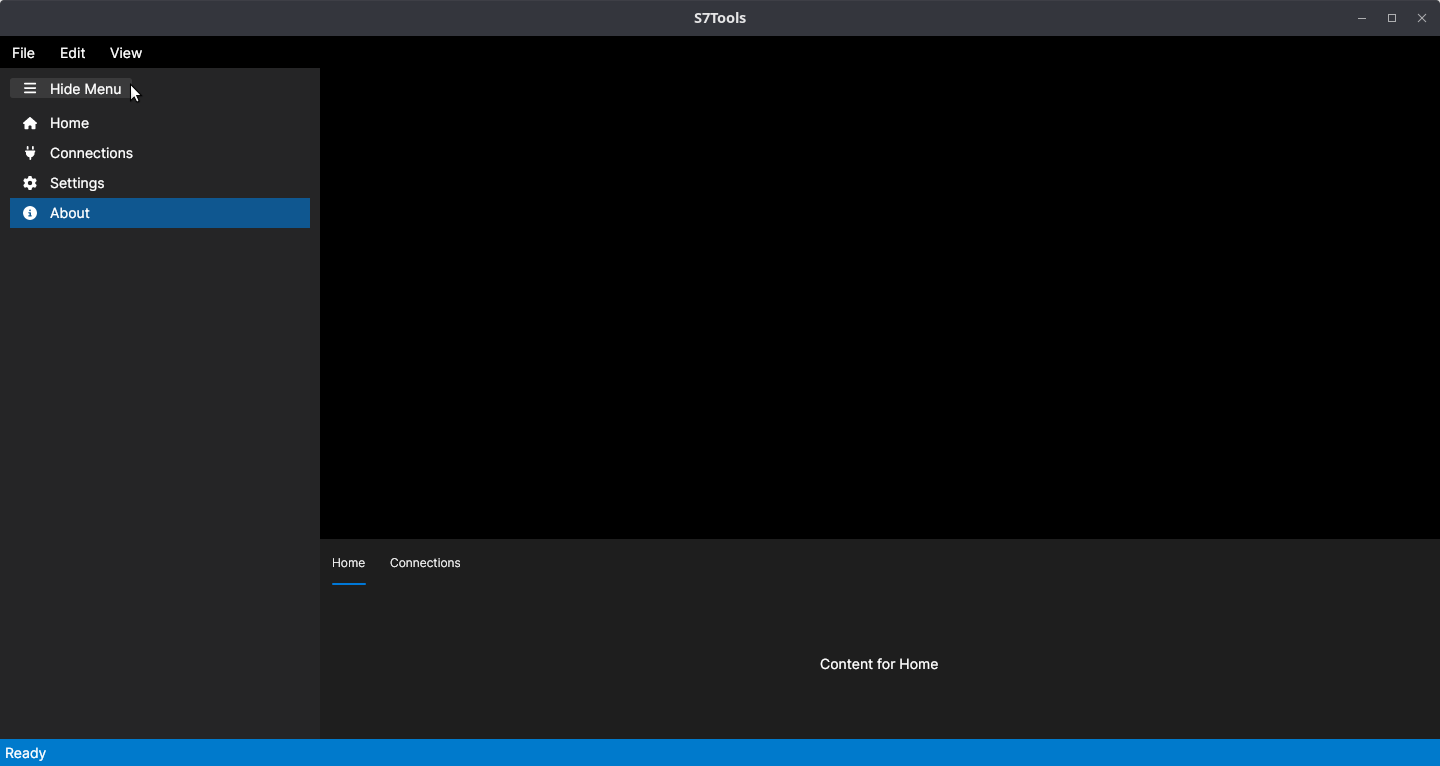 S7Tools
File Edit View
Hide Menu
Home
Connections
Settings
About
Home Connections
Content for Home
Ready